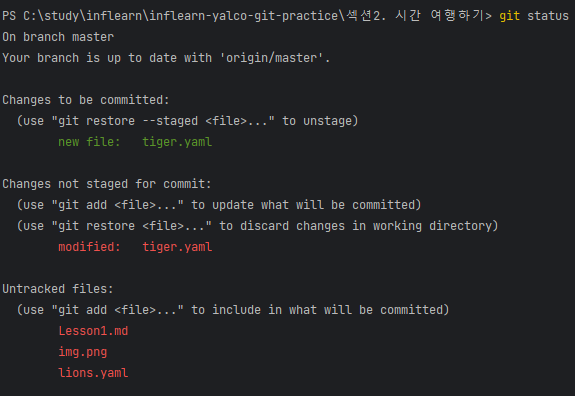 PS C:\study\inflearn\inflearn-yalco-git-practice\섹션2. 시간 여행하기> git status
On branch master
Your branch is up to date with 'origin/master'.
Changes to be committed:
  (use "git restore --staged <file>..." to unstage)
        new file:   tiger.yaml
Changes not staged for commit:
  (use "git add <file>..." to update what will be committed)
  (use "git restore <file>..." to discard changes in working directory)
        modified:   tiger.yaml
Untracked files:
  (use "git add <file>..." to include in what will be committed)
        Lesson1.md
        img.png
        lions.yaml